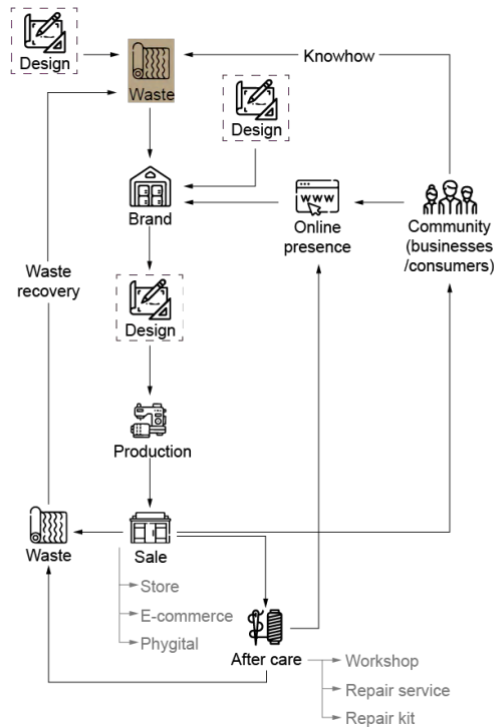 Design
Waste
Knowhow
Design
Brand
WWW
Online
presence
Community
(businesses
/consumers)
Waste
recovery
Design
Production
Waste
Sale
Store
E-commerce
Phygital
After care
Workshop
Repair service
Repair kit